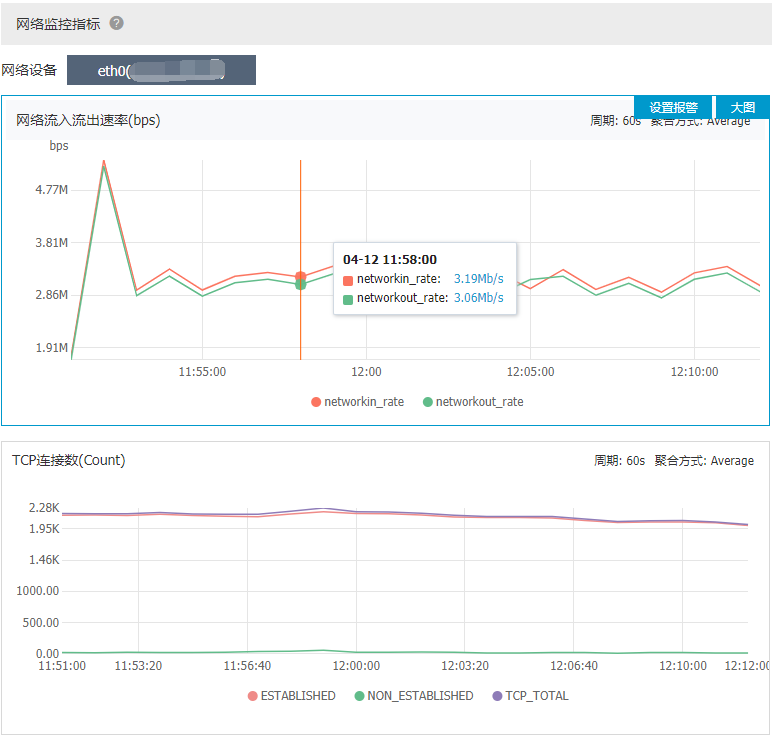 网络监控指标 ?
网络设备 eth0(
设置报警 大图
网络流入流出速率(bps) 周期: 60s 聚合方式: Average
bps
4.77M
3.81M
04-12 11:58:00
networkin_rate: 3.19Mb/s
networkout_rate: 3.06Mb/s
2.86M
1.91M
11:55:00 12:00 12:05:00 12:10:00
networkin_rate networkout_rate
TCP连接数(Count) 周期: 60s 聚合方式: Average
2.28K
1.95K
1.46K
1000.00
500.00
0.00
11:51:00 11:53:20 11:56:40 12:00:00 12:03:20 12:06:40 12:10:00 12:12:00
ESTABLISHED NON_ESTABLISHED TCP_TOTAL